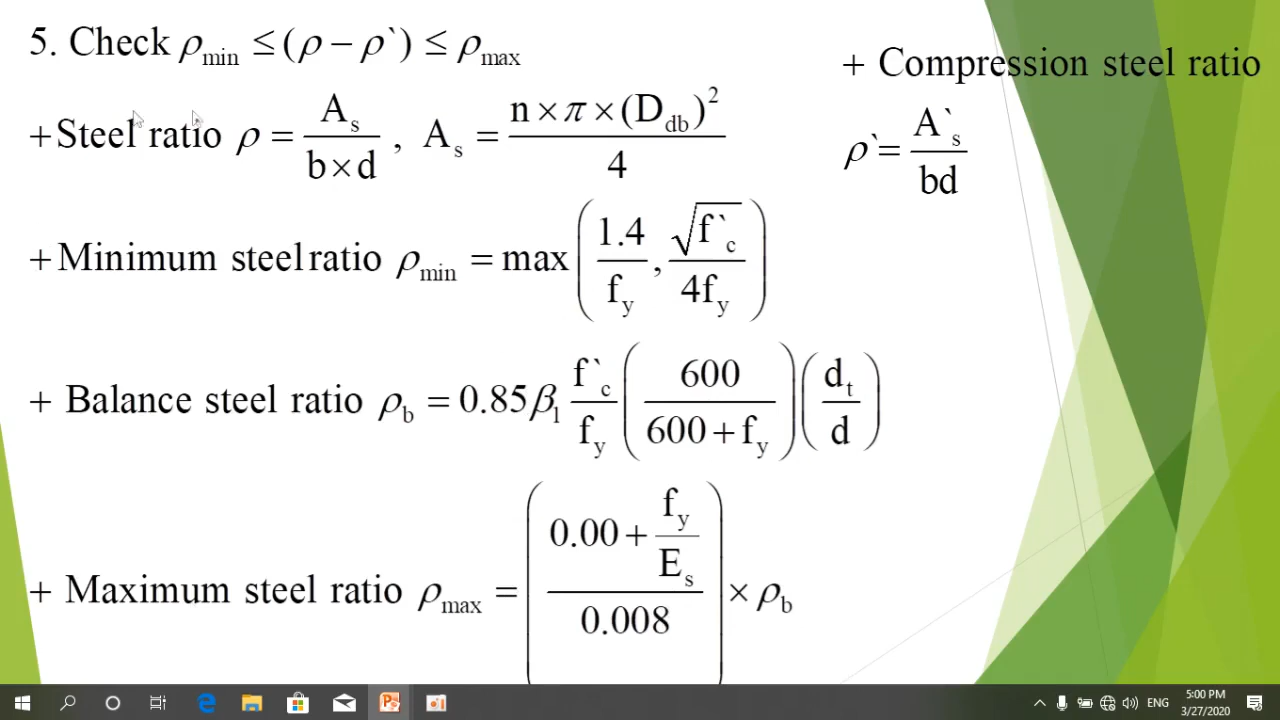 5. Check ρmin ≤ (ρ − ρ`) ≤ ρmax
+ Compression steel ratio
ρ` = A`s / bd
+ Steel ratio ρ = As / (b × d) , As = (n × π × (Ddb)²) / 4
+ Minimum steel ratio ρmin = max (1.4 / fy , √f`c / 4fy)
+ Balance steel ratio ρb = 0.85β1 (f`c / fy) (600 / (600 + fy)) (dt / d)
+ Maximum steel ratio ρmax = ((0.00 + fy / Es) / 0.008) × ρb
ENG
5:00 PM
3/27/2020